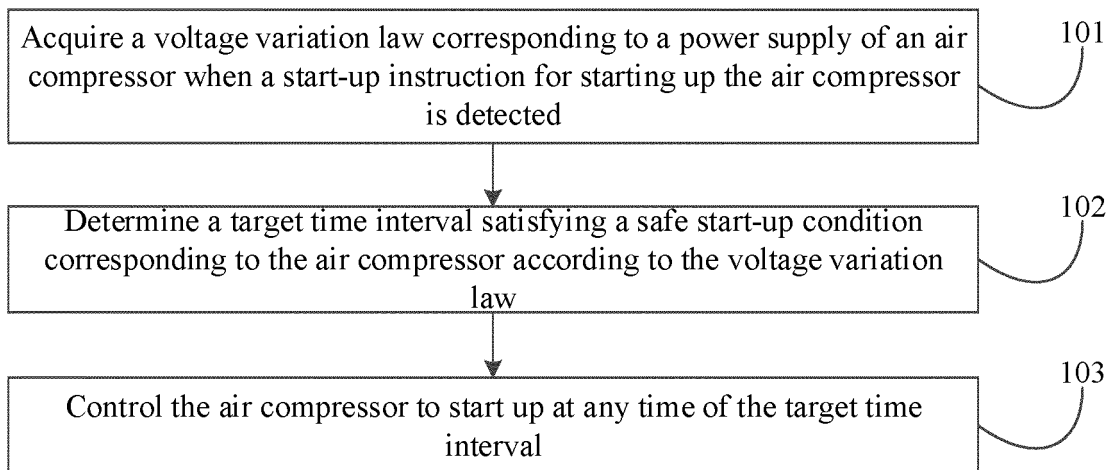 Acquire a voltage variation law corresponding to a power supply of an air
compressor when a start-up instruction for starting up the air compressor
is detected
101
Determine a target time interval satisfying a safe start-up condition
corresponding to the air compressor according to the voltage variation
law
102
Control the air compressor to start up at any time of the target time
interval
103